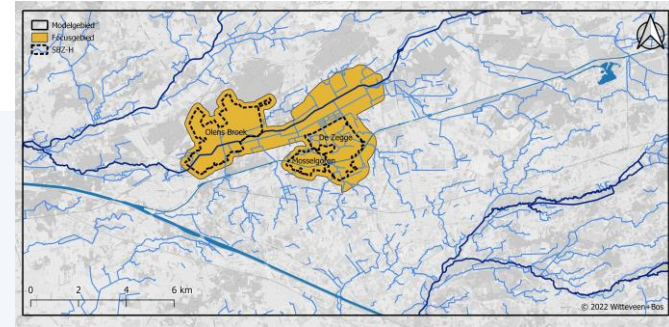 Modelgebied
Focusgebied
SBZ-H
Olens Broek
De Zegge
Mosselgoren
0 2 4 6 km
© 2022 Witteveen+Bos